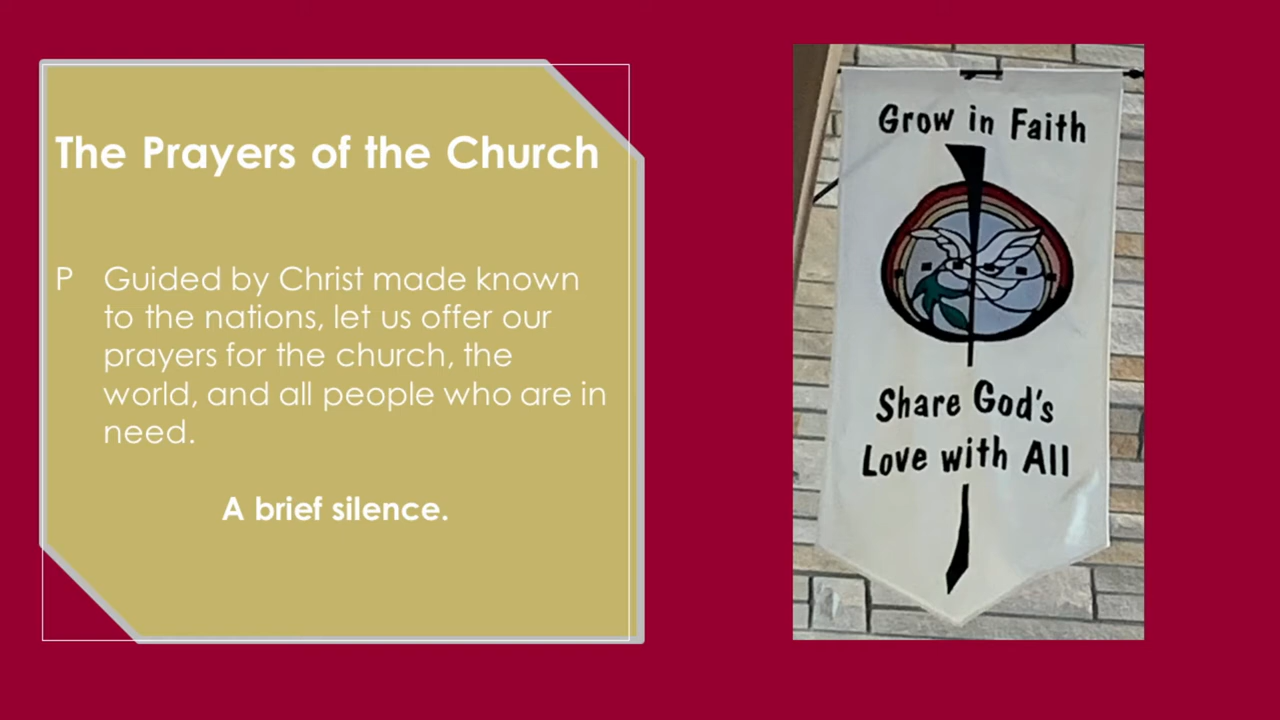 The Prayers of the Church
P Guided by Christ made known
to the nations, let us offer our
prayers for the church, the
world, and all people who are in
need.
A brief silence.
Grow in Faith
Share God's
Love with All